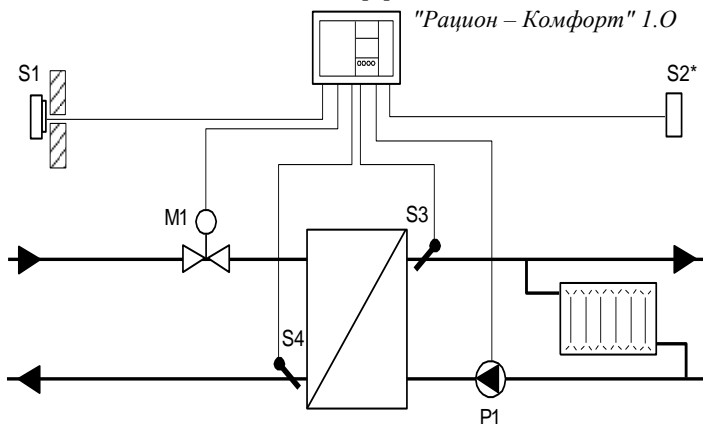 "Рацион – Комфорт" 1.О
S1
S2*
M1
S3
S4
P1